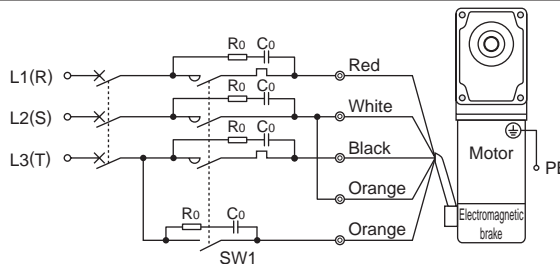 R0 C0
L1(R) Red
R0 C0
L2(S) White
R0 C0
L3(T) Black
Motor
PE
Orange
R0 C0
Orange
Electromagnetic
brake
SW1